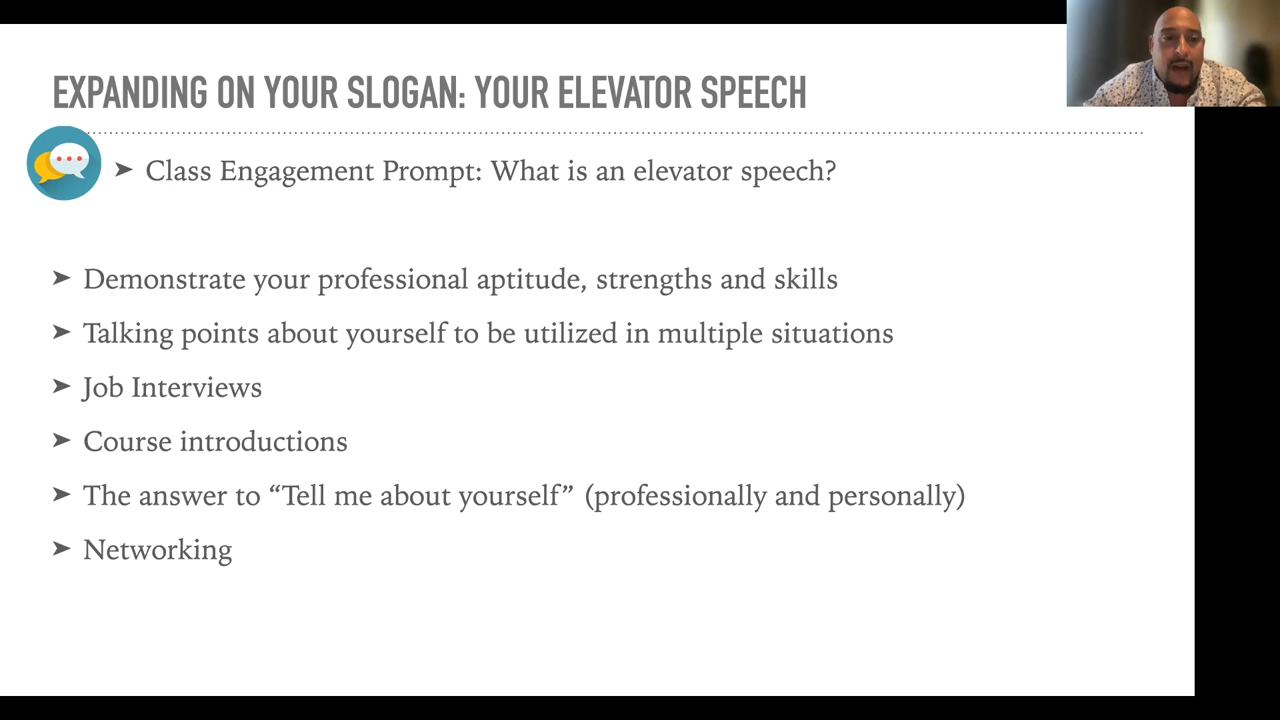 EXPANDING ON YOUR SLOGAN: YOUR ELEVATOR SPEECH
➤ Class Engagement Prompt: What is an elevator speech?
➤ Demonstrate your professional aptitude, strengths and skills
➤ Talking points about yourself to be utilized in multiple situations
➤ Job Interviews
➤ Course introductions
➤ The answer to “Tell me about yourself” (professionally and personally)
➤ Networking